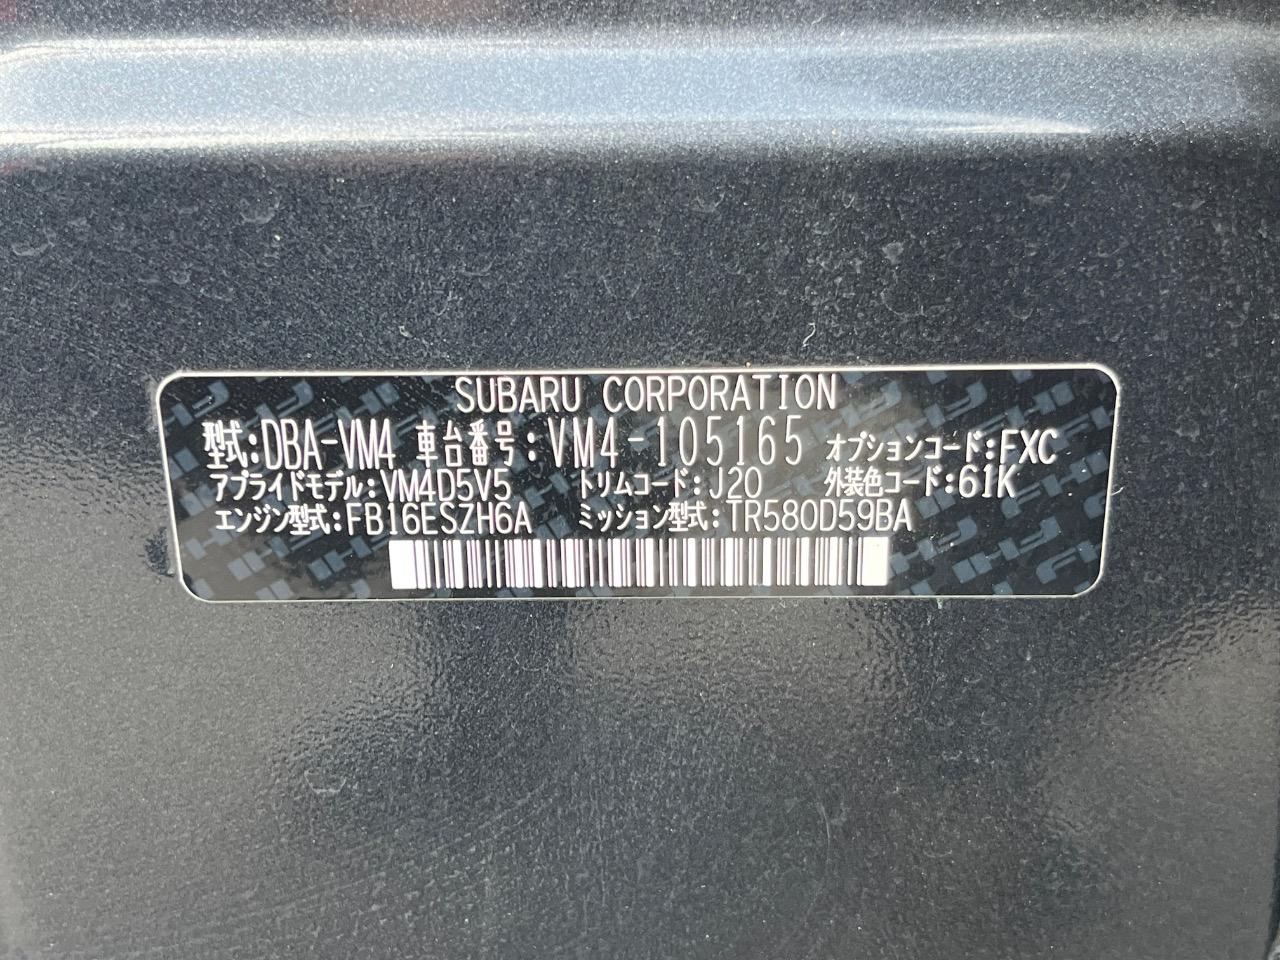 SUBARU CORPORATION
型式:DBA-VM4 車台番号:VM4-105165 オプションコード:FXC
アプライドモデル:VM4D5V5 トリムコード:J20 外装色コード:61K
エンジン型式:FB16ESZH6A ミッション型式:TR580D59BA